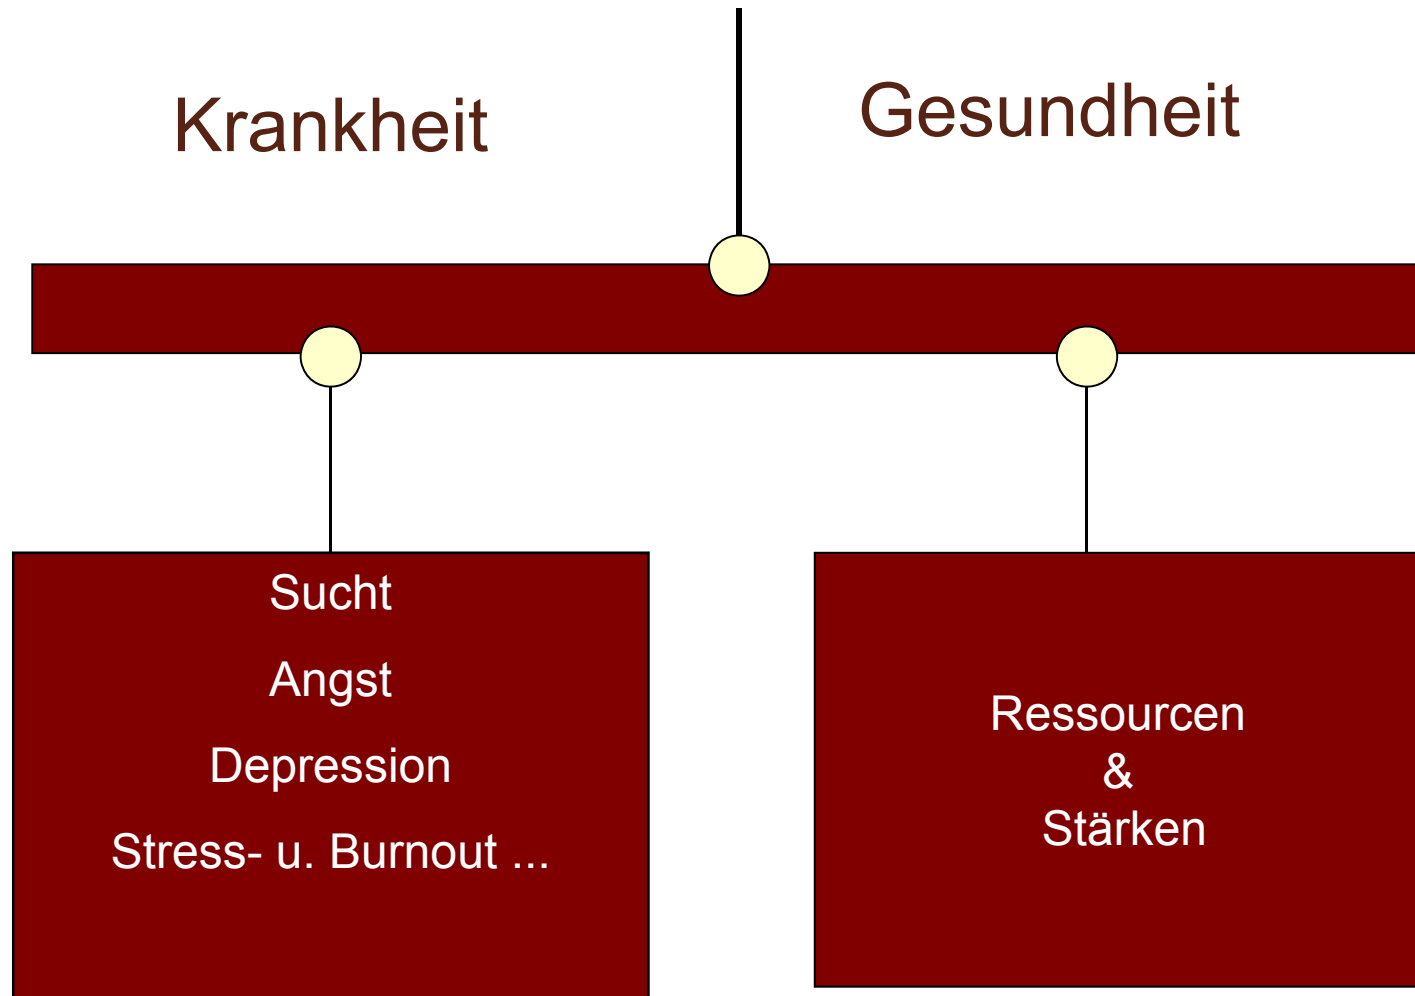 Krankheit
Gesundheit
Sucht
Angst
Depression
Stress- u. Burnout ...
Ressourcen
&
Stärken